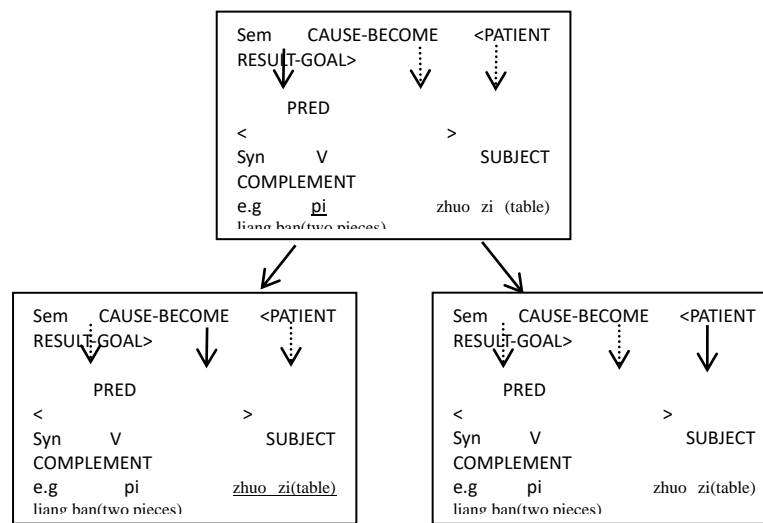 Sem CAUSE-BECOME <PATIENT
RESULT-GOAL>
PRED
< >
Syn V SUBJECT
COMPLEMENT
e.g pi zhuo zi (table)
liang ban(two pieces)
Sem CAUSE-BECOME <PATIENT
RESULT-GOAL>
PRED
< >
Syn V SUBJECT
COMPLEMENT
e.g pi zhuo zi(table)
liang ban(two pieces)
Sem CAUSE-BECOME <PATIENT
RESULT-GOAL>
PRED
< >
Syn V SUBJECT
COMPLEMENT
e.g pi zhuo zi(table)
liang ban(two pieces)